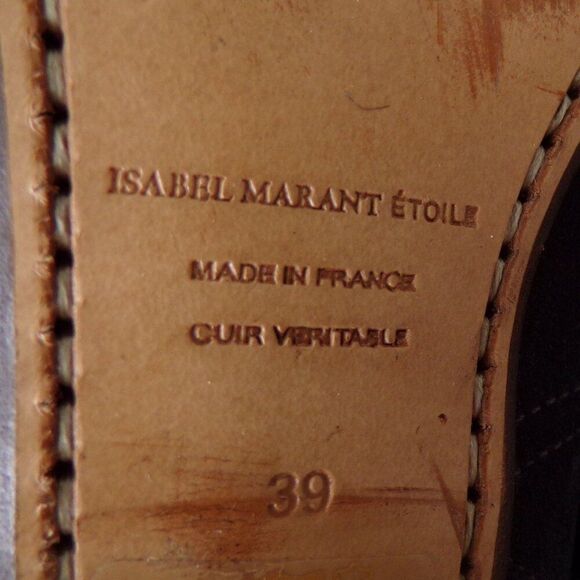 ISABEL MARANT ÉTOILE
MADE IN FRANCE
CUIR VERITABLE
39